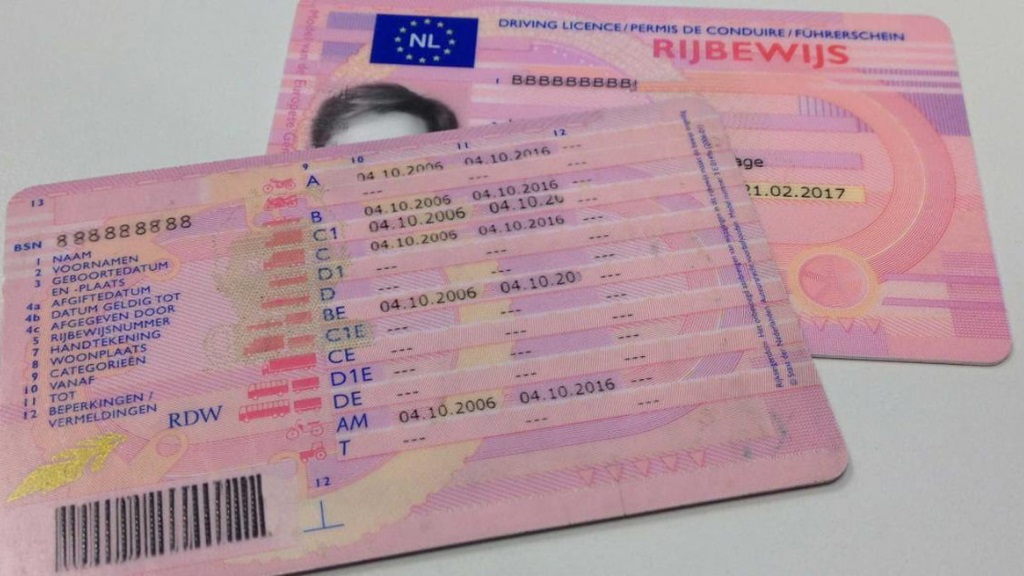 NL
DRIVING LICENCE/PERMIS DE CONDUIRE/FÜHRERSCHEIN
RIJBEWIJS
1 BBBBBBBBB
age
21.02.2017
13
9 10 11 12
BSN 888888888
1 NAAM
2 VOORNAMEN
3 GEBOORTEDATUM
EN -PLAATS
4a AFGIFTEDATUM
4b DATUM GELDIG TOT
4c AFGEGEVEN DOOR
5 RIJBEWIJSNUMMER
7 HANDTEKENING
8 WOONPLAATS
9 CATEGORIEËN
10 VANAF
11 TOT
12 BEPERKINGEN /
VERMELDINGEN
RDW
A 04.10.2006 04.10.2016 ---
---
B 04.10.2006 04.10.2016 ---
C1 04.10.2006 04.10.20 ---
C 04.10.2006 04.10.2016 ---
D1 --- --- ---
D --- --- ---
BE 04.10.2006 04.10.20 ---
C1E --- --- ---
CE --- --- ---
D1E --- --- ---
DE --- --- ---
AM 04.10.2006 04.10.2016 ---
T --- --- ---
12